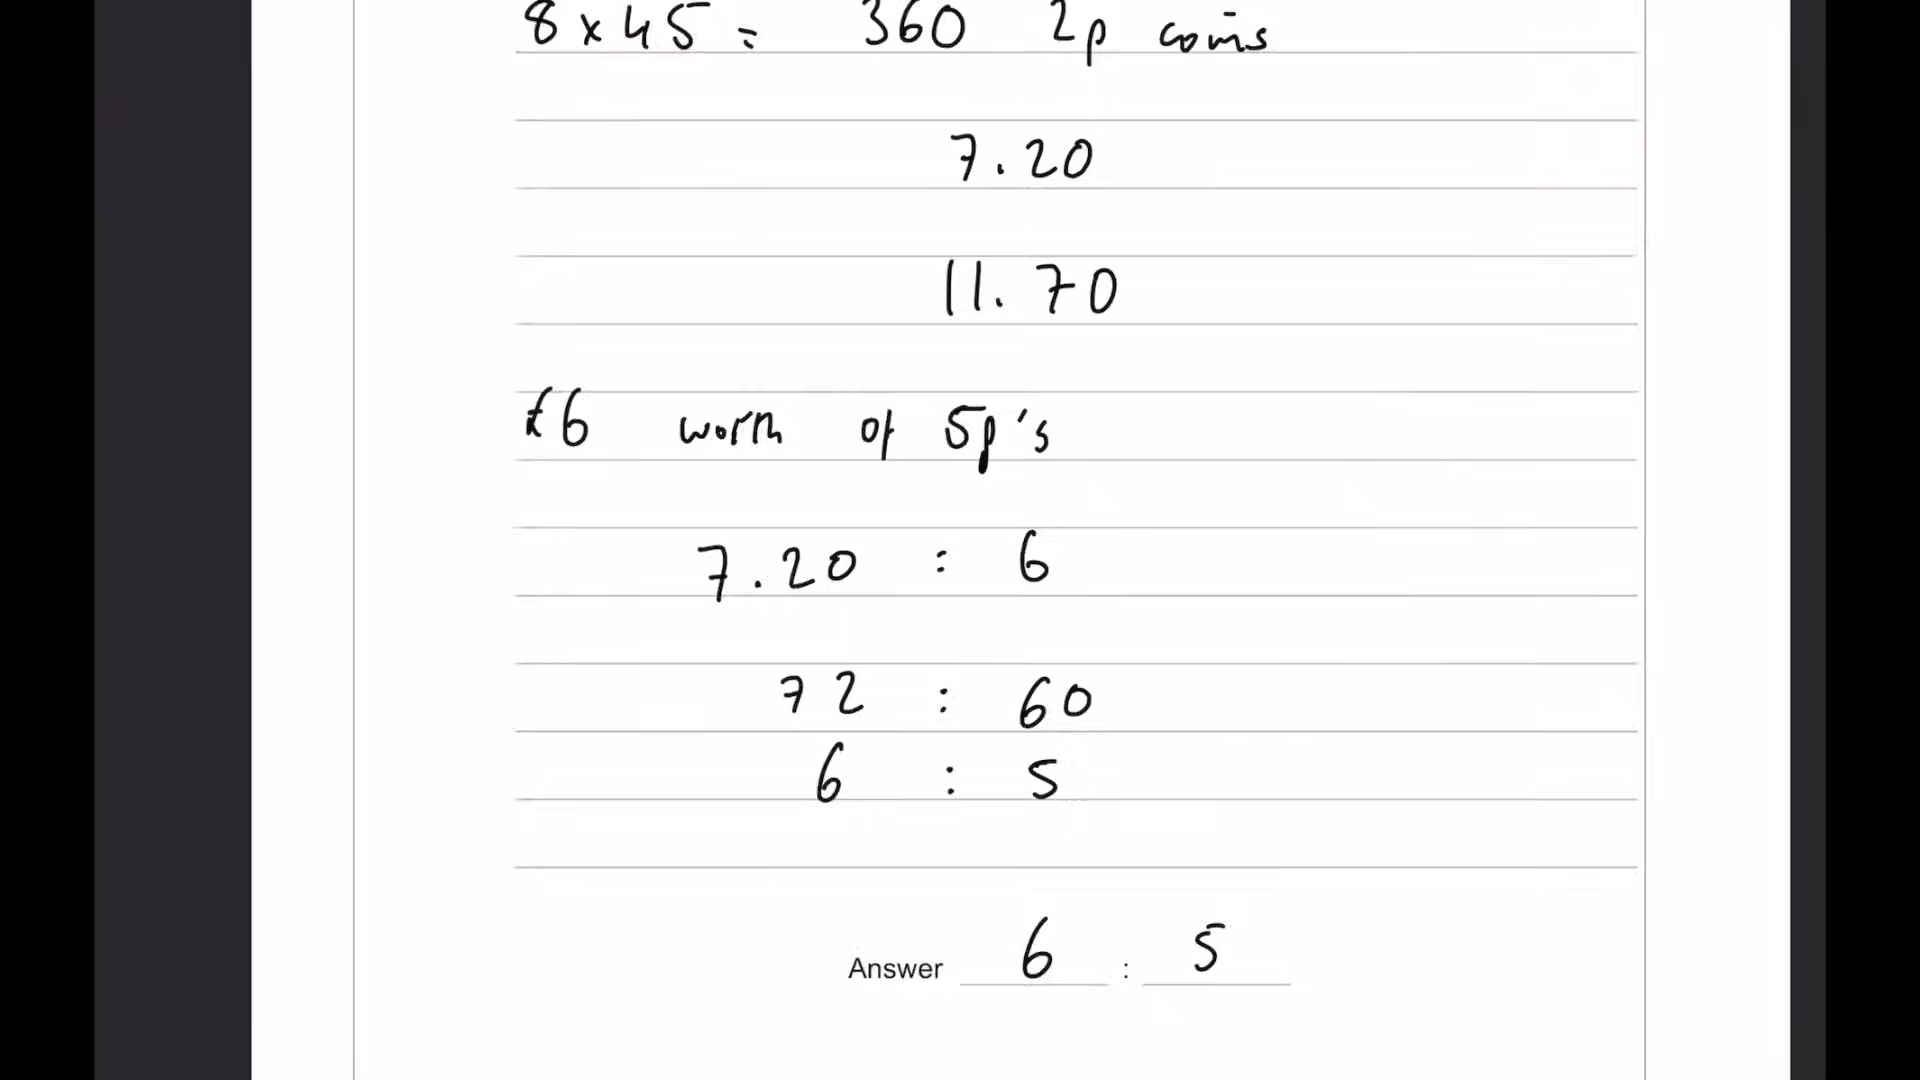 8 x 45 = 360 2p coins
7.20
11.70
£6 worth of 5p's
7.20 : 6
72 : 60
6 : 5
Answer 6 : 5